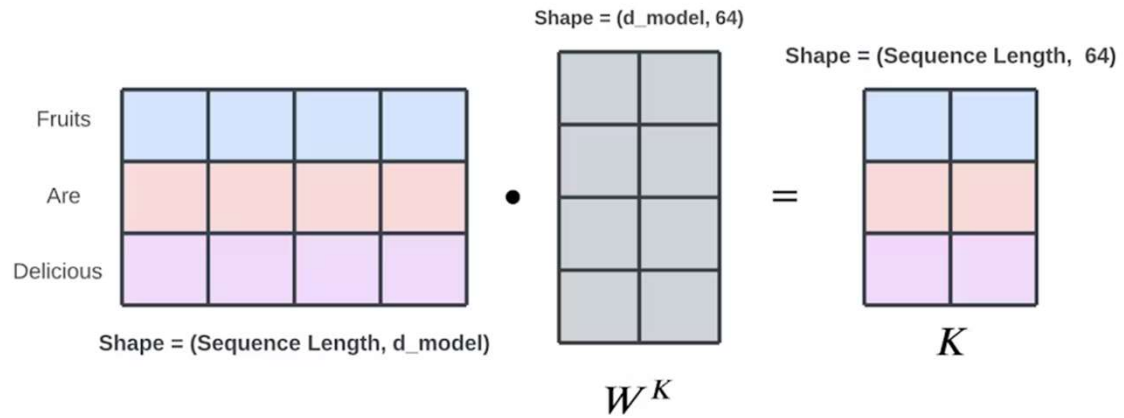 Shape = (d_model, 64)
Shape = (Sequence Length, 64)
Fruits
Are
Delicious
• =
Shape = (Sequence Length, d_model)
K
W^K